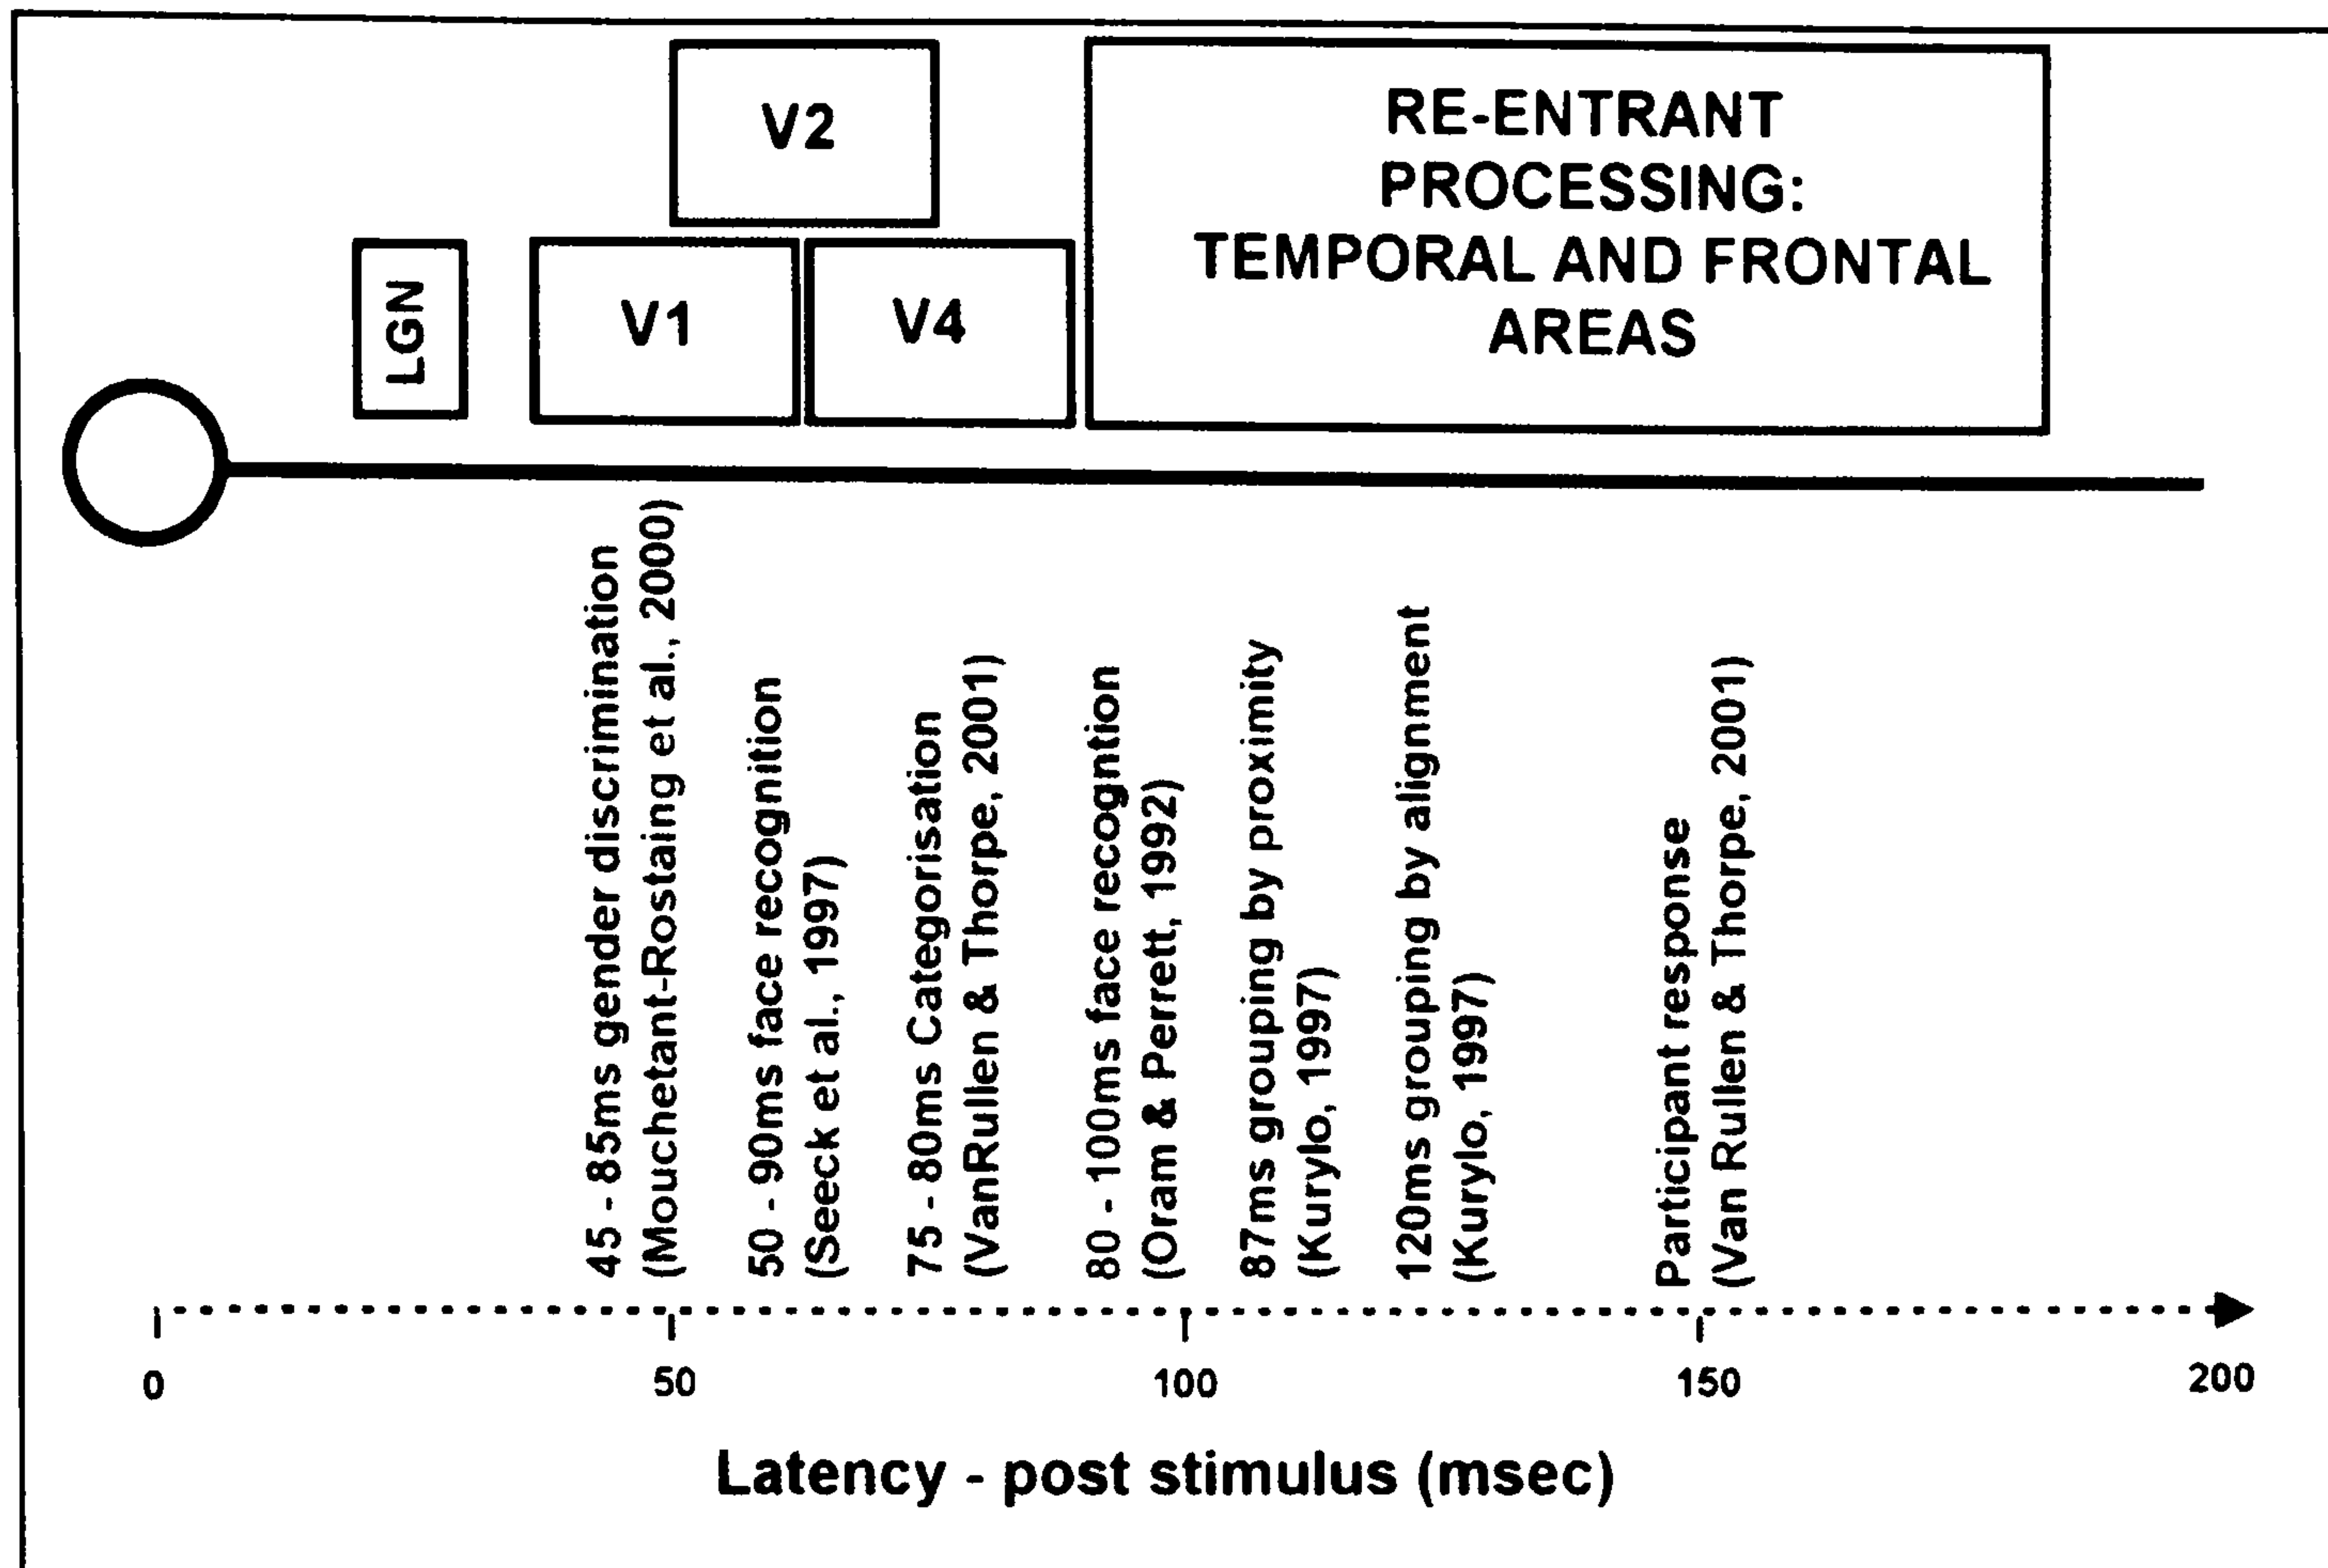 V2
RE-ENTRANT
PROCESSING:
TEMPORAL AND FRONTAL
AREAS
LGN
V1
V4
45 - 85ms gender discrimination
(Mouchetant-Rostaing et al., 2000)
50 - 90ms face recognition
(Seeck et al., 1997)
75 - 80ms Categorisation
(VanRullen & Thorpe, 2001)
80 - 100ms face recogntion
(Oram & Perrett, 1992)
87ms grouping by proximity
(Kurylo, 1997)
120ms grouping by alignment
(Kurylo, 1997)
Participant response
(Van Rullen & Thorpe, 2001)
0
50
100
150
200
Latency - post stimulus (msec)